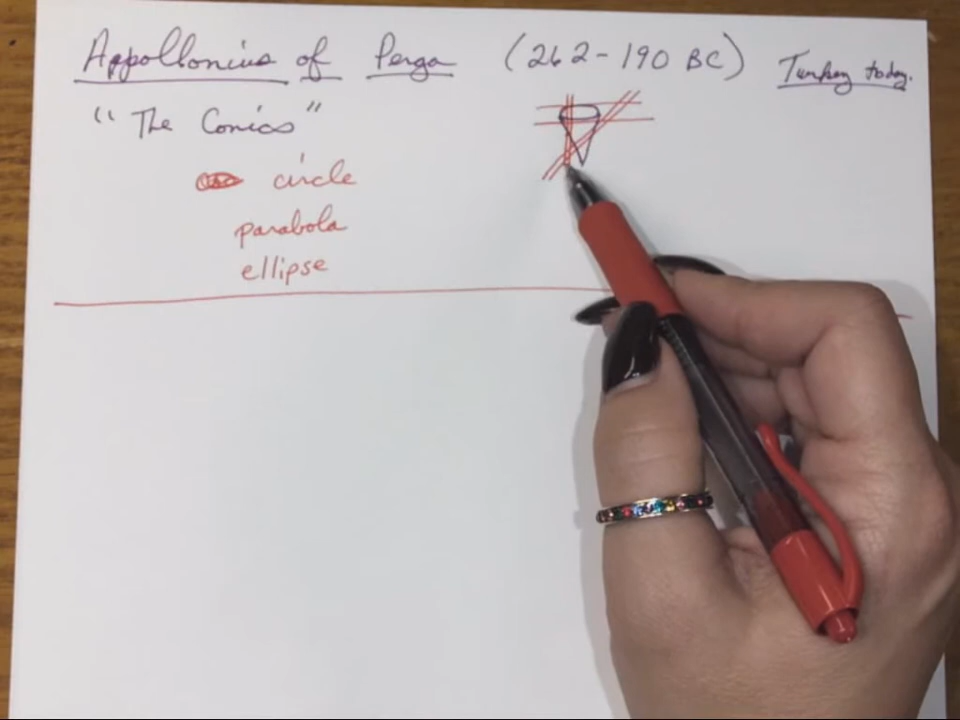 Appollonius of Perga (262-190 BC) Turkey today.
"The Conics"
circle
parabola
ellipse